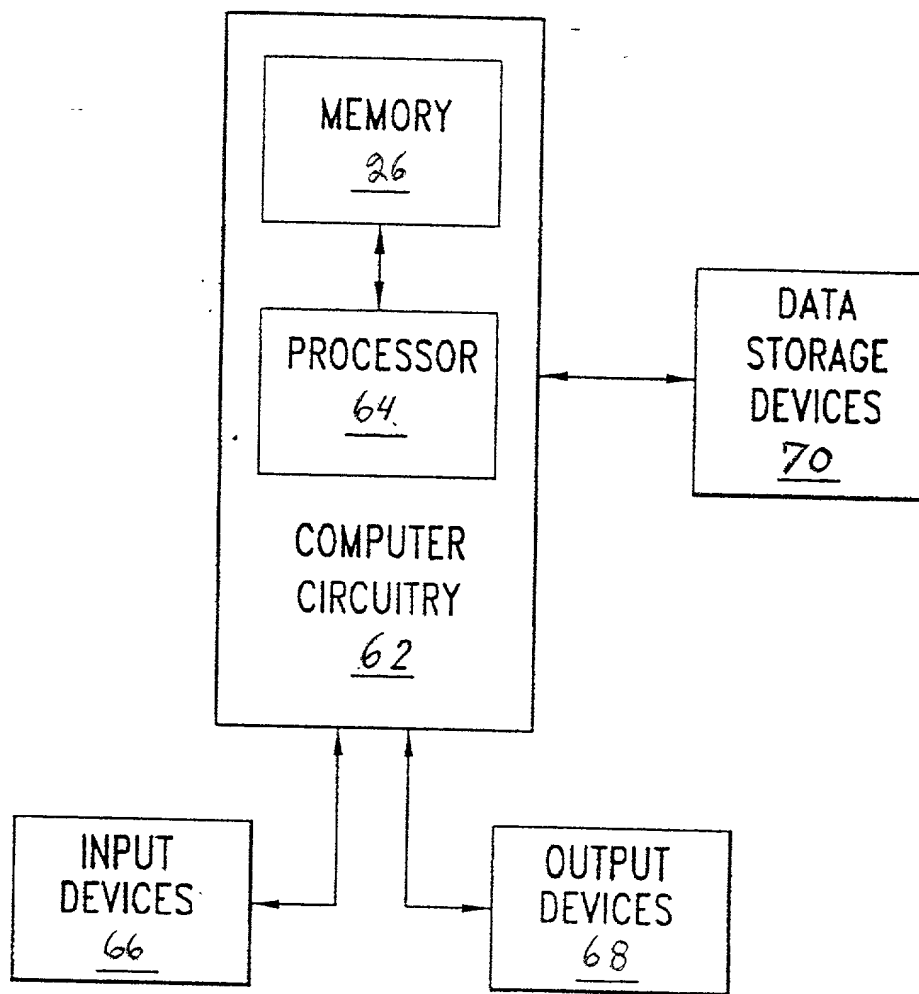 MEMORY
26
PROCESSOR
64
COMPUTER
CIRCUITRY
62
DATA
STORAGE
DEVICES
70
INPUT
DEVICES
66
OUTPUT
DEVICES
68